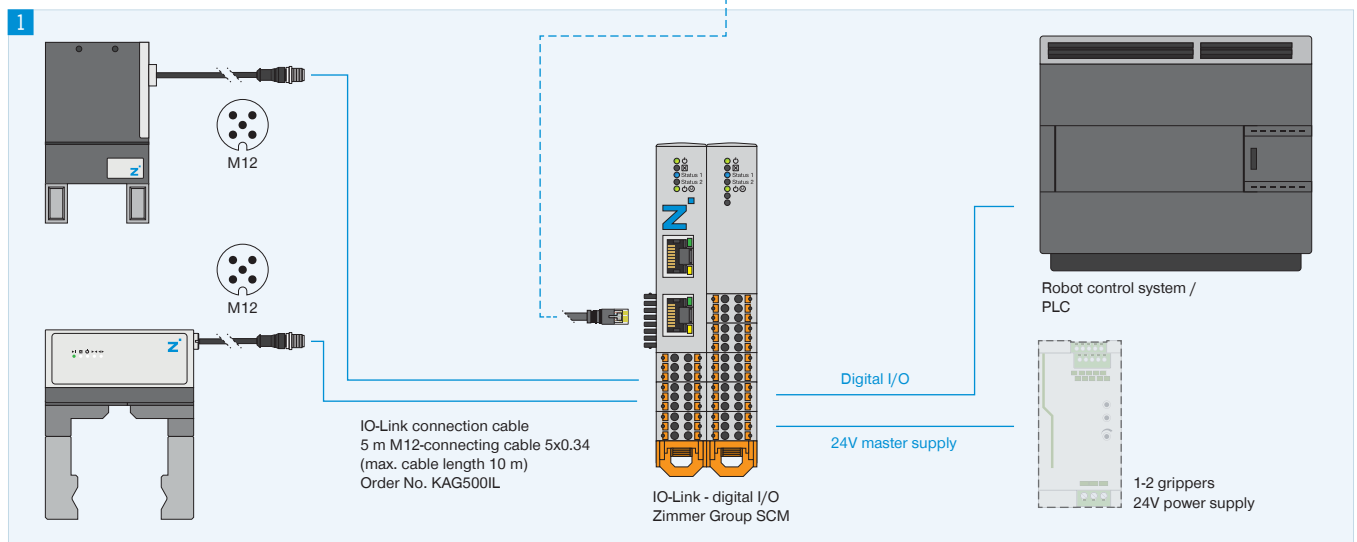 1
M12
M12
Status 1
Status 2
Status 1
Status 2
IO-Link connection cable
5 m M12-connecting cable 5x0.34
(max. cable length 10 m)
Order No. KAG500IL
IO-Link - digital I/O
Zimmer Group SCM
Digital I/O
24V master supply
Robot control system /
PLC
1-2 grippers
24V power supply